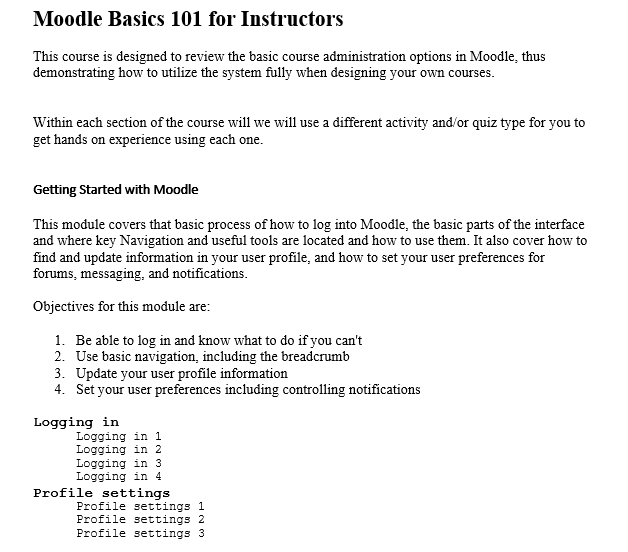 Moodle Basics 101 for Instructors
This course is designed to review the basic course administration options in Moodle, thus
demonstrating how to utilize the system fully when designing your own courses.
Within each section of the course will we will use a different activity and/or quiz type for you to
get hands on experience using each one.
Getting Started with Moodle
This module covers that basic process of how to log into Moodle, the basic parts of the interface
and where key Navigation and useful tools are located and how to use them. It also cover how to
find and update information in your user profile, and how to set your user preferences for
forums, messaging, and notifications.
Objectives for this module are:
1. Be able to log in and know what to do if you can't
2. Use basic navigation, including the breadcrumb
3. Update your user profile information
4. Set your user preferences including controlling notifications
Logging in
Logging in 1
Logging in 2
Logging in 3
Logging in 4
Profile settings
Profile settings 1
Profile settings 2
Profile settings 3